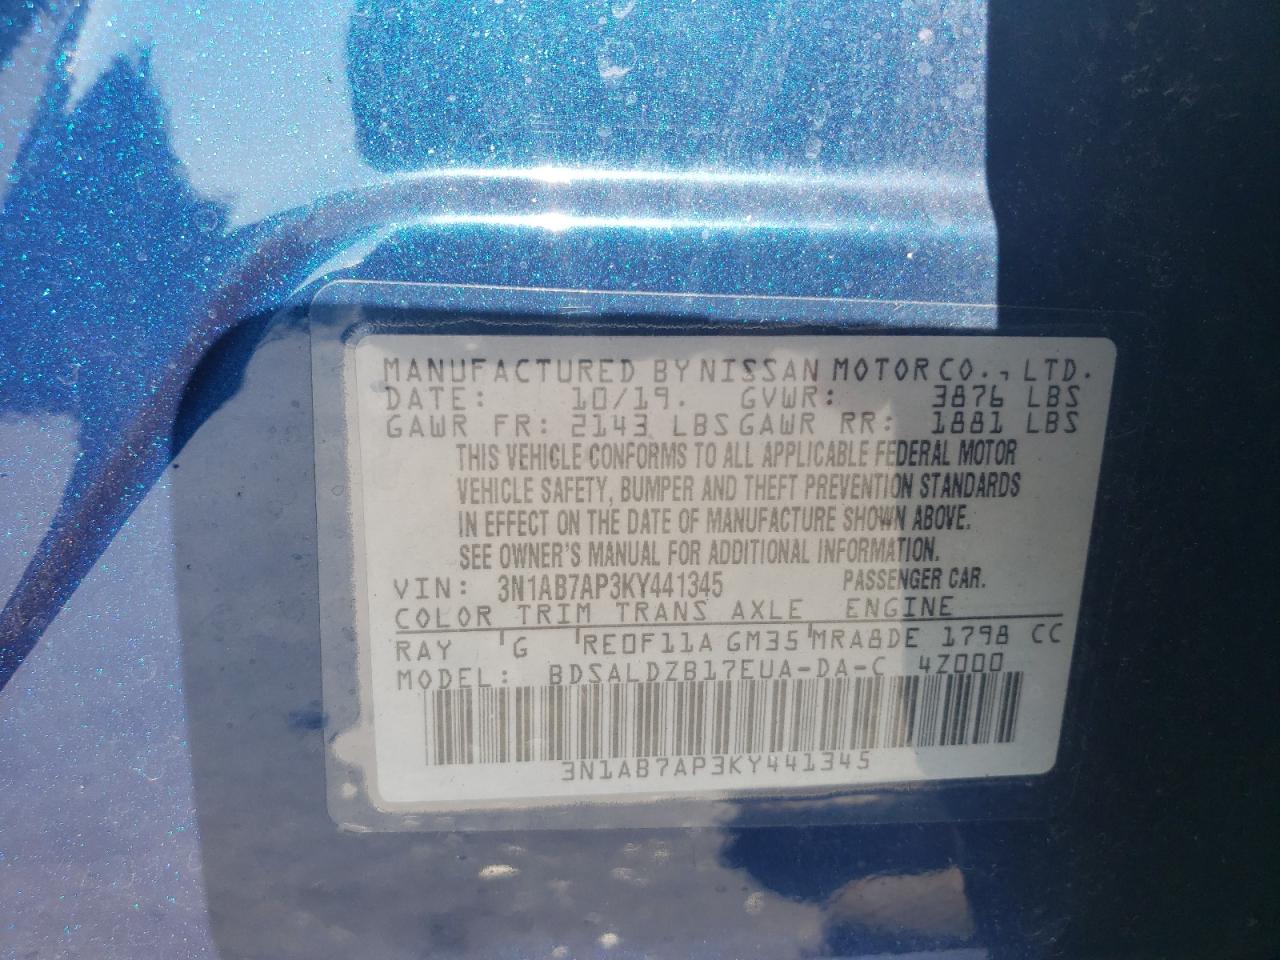 MANUFACTURED BY NISSAN MOTOR CO., LTD.
DATE: 10/19. GVWR: 3876 LBS
GAWR FR: 2143 LBS GAWR RR: 1881 LBS
THIS VEHICLE CONFORMS TO ALL APPLICABLE FEDERAL MOTOR
VEHICLE SAFETY, BUMPER AND THEFT PREVENTION STANDARDS
IN EFFECT ON THE DATE OF MANUFACTURE SHOWN ABOVE.
SEE OWNER'S MANUAL FOR ADDITIONAL INFORMATION.
VIN: 3N1AB7AP3KY441345 PASSENGER CAR.
COLOR TRIM TRANS AXLE ENGINE
RAY G RE0F11A GM35 MRA8DE 1798 CC
MODEL: BDSALDZB17EUA-DA-C 4Z000
3N1AB7AP3KY441345